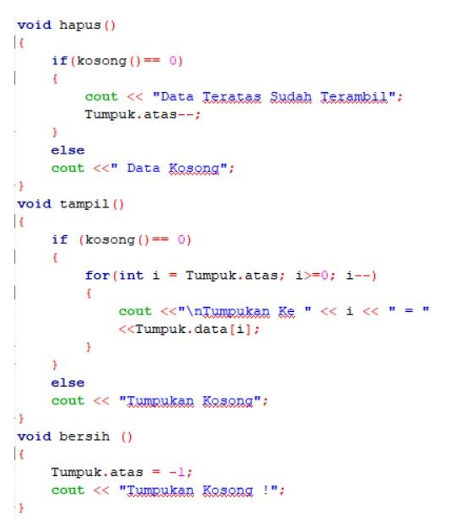 void hapus()
{
    if(kosong()== 0)
    {
        cout << "Data Teratas Sudah Terambil";
        Tumpuk.atas--;
    }
    else
    cout <<" Data Kosong";
}
void tampil()
{
    if (kosong()== 0)
    {
        for(int i = Tumpuk.atas; i>=0; i--)
        {
            cout <<"\nTumpukan Ke " << i << " = "
            <<Tumpuk.data[i];
        }
    }
    else
    cout << "Tumpukan Kosong";
}
void bersih ()
{
    Tumpuk.atas = -1;
    cout << "Tumpukan Kosong !";
}